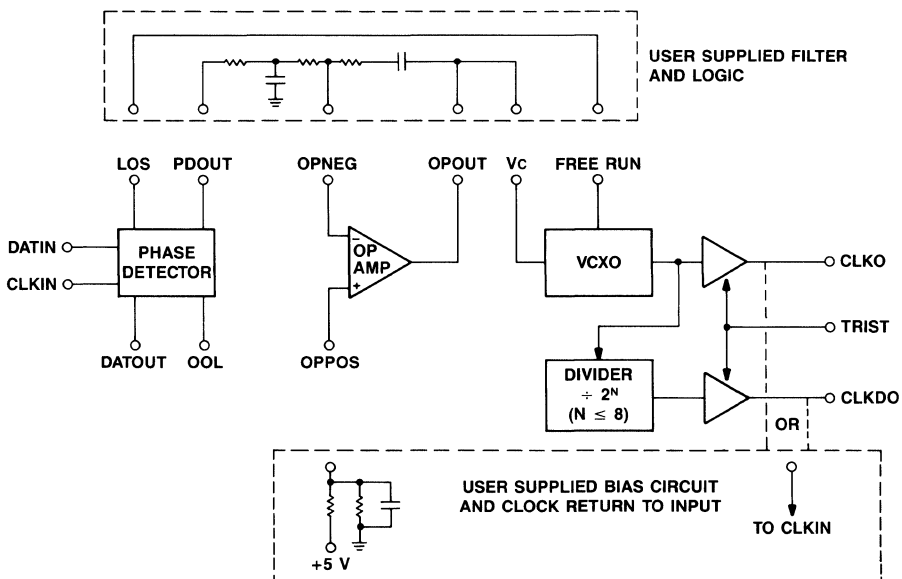 USER SUPPLIED FILTER
AND LOGIC
LOS PDOUT OPNEG OPOUT Vc FREE RUN
DATIN
CLKIN
PHASE
DETECTOR
DATOUT OOL
−
OP
AMP
+
OPPOS
VCXO
CLKO
TRIST
DIVIDER
÷ 2ᴺ
(N ≤ 8)
CLKDO
OR
USER SUPPLIED BIAS CIRCUIT
AND CLOCK RETURN TO INPUT
+5 V
TO CLKIN